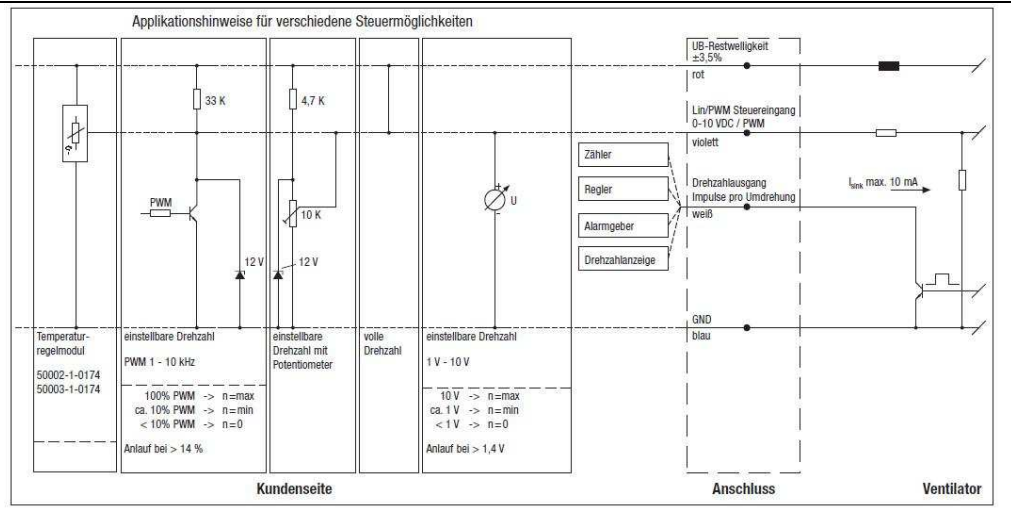 Applikationshinweise für verschiedene Steuermöglichkeiten
33 K
PWM
12 V
4,7 K
10 K
12 V
+
U
-
Temperatur-
regelmodul
50002-1-0174
50003-1-0174
einstellbare Drehzahl
PWM 1 - 10 kHz
100% PWM -> n=max
ca. 10% PWM -> n=min
< 10% PWM -> n=0
Anlauf bei > 14 %
einstellbare
Drehzahl mit
Potentiometer
volle
Drehzahl
einstellbare Drehzahl
1 V - 10 V
10 V -> n=max
ca. 1 V -> n=min
< 1 V -> n=0
Anlauf bei > 1,4 V
Zähler
Regler
Alarmgeber
Drehzahlanzeige
UB-Restwelligkeit
±3,5%
rot
Lin/PWM Steuereingang
0-10 VDC / PWM
violett
Drehzahlausgang
Impulse pro Umdrehung
weiß
GND
blau
Isink max. 10 mA
Kundenseite
Anschluss
Ventilator